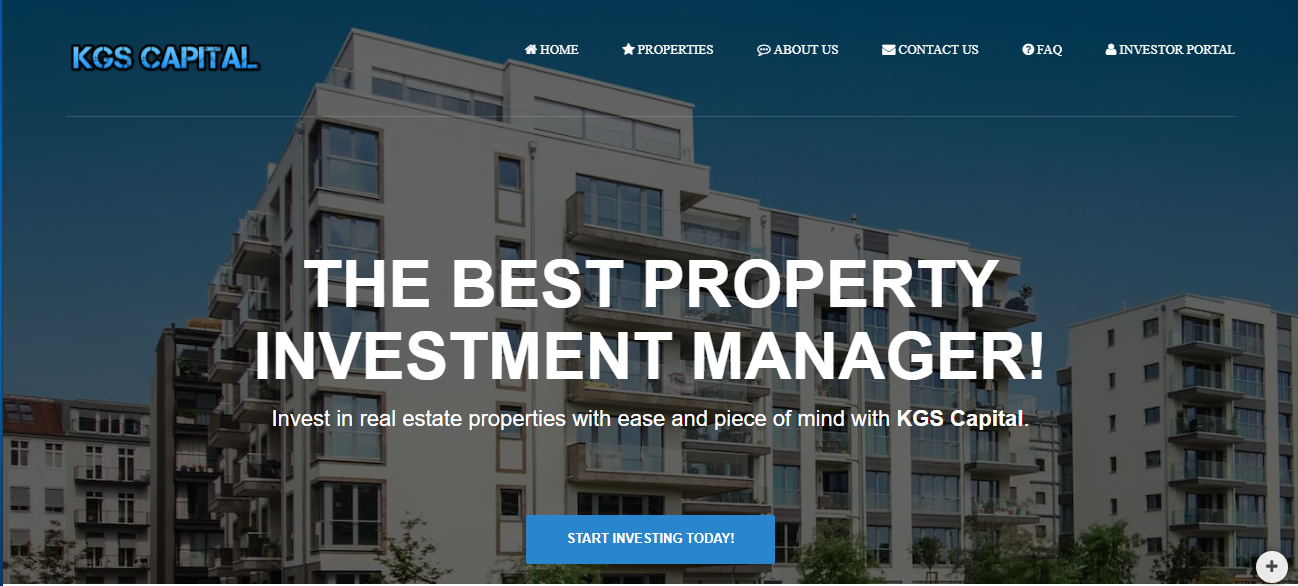 KGS CAPITAL
HOME PROPERTIES ABOUT US CONTACT US FAQ INVESTOR PORTAL
THE BEST PROPERTY
INVESTMENT MANAGER!
Invest in real estate properties with ease and piece of mind with KGS Capital.
START INVESTING TODAY!